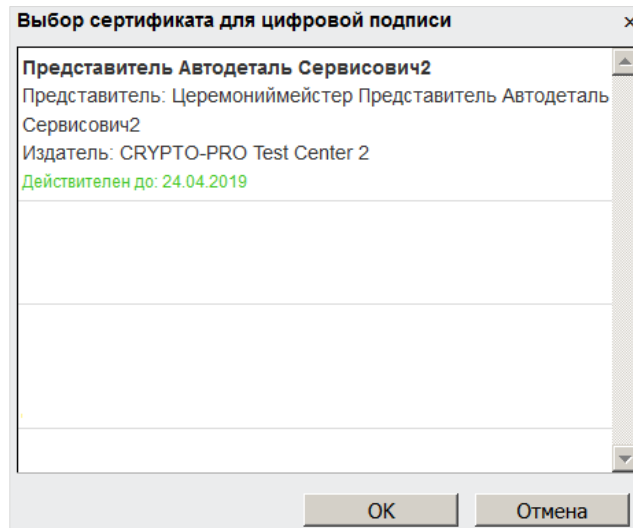 Выбор сертификата для цифровой подписи
Представитель Автодеталь Сервисович2
Представитель: Церемониймейстер Представитель Автодеталь
Сервисович2
Издатель: CRYPTO-PRO Test Center 2
Действителен до: 24.04.2019
OK
Отмена